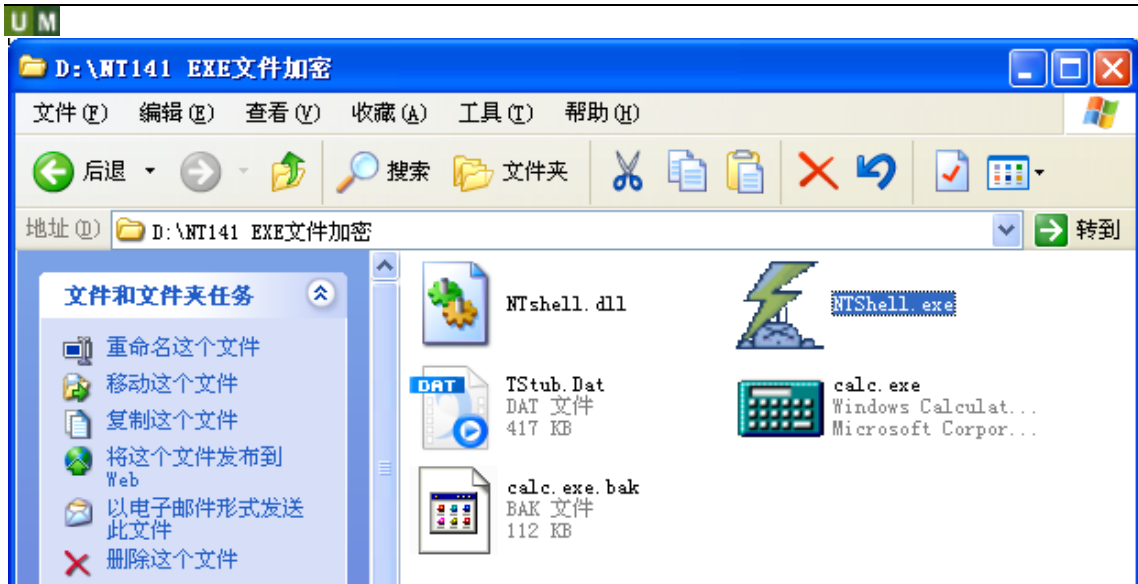 U M
D:\NT141 EXE文件加密
文件(F) 编辑(E) 查看(V) 收藏(A) 工具(T) 帮助(H)
后退 搜索 文件夹
地址(D) D:\NT141 EXE文件加密 转到
文件和文件夹任务
重命名这个文件
移动这个文件
复制这个文件
将这个文件发布到
Web
以电子邮件形式发送
此文件
删除这个文件
NTshell.dll
NTShell.exe
DAT
TStub.Dat
DAT 文件
417 KB
calc.exe
Windows Calculat...
Microsoft Corpor...
calc.exe.bak
BAK 文件
112 KB